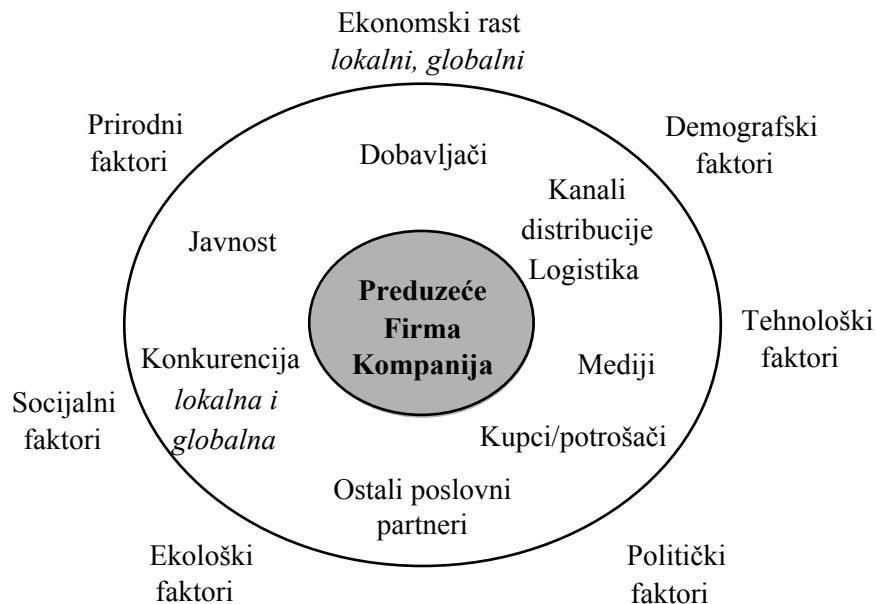 Ekonomski rast
lokalni, globalni
Prirodni
faktori
Demografski
faktori
Dobavljači
Kanali
distribucije
Logistika
Javnost
Preduzeće
Firma
Kompanija
Tehnološki
faktori
Konkurencija
lokalna i
globalna
Mediji
Socijalni
faktori
Kupci/potrošači
Ostali poslovni
partneri
Ekološki
faktori
Politički
faktori